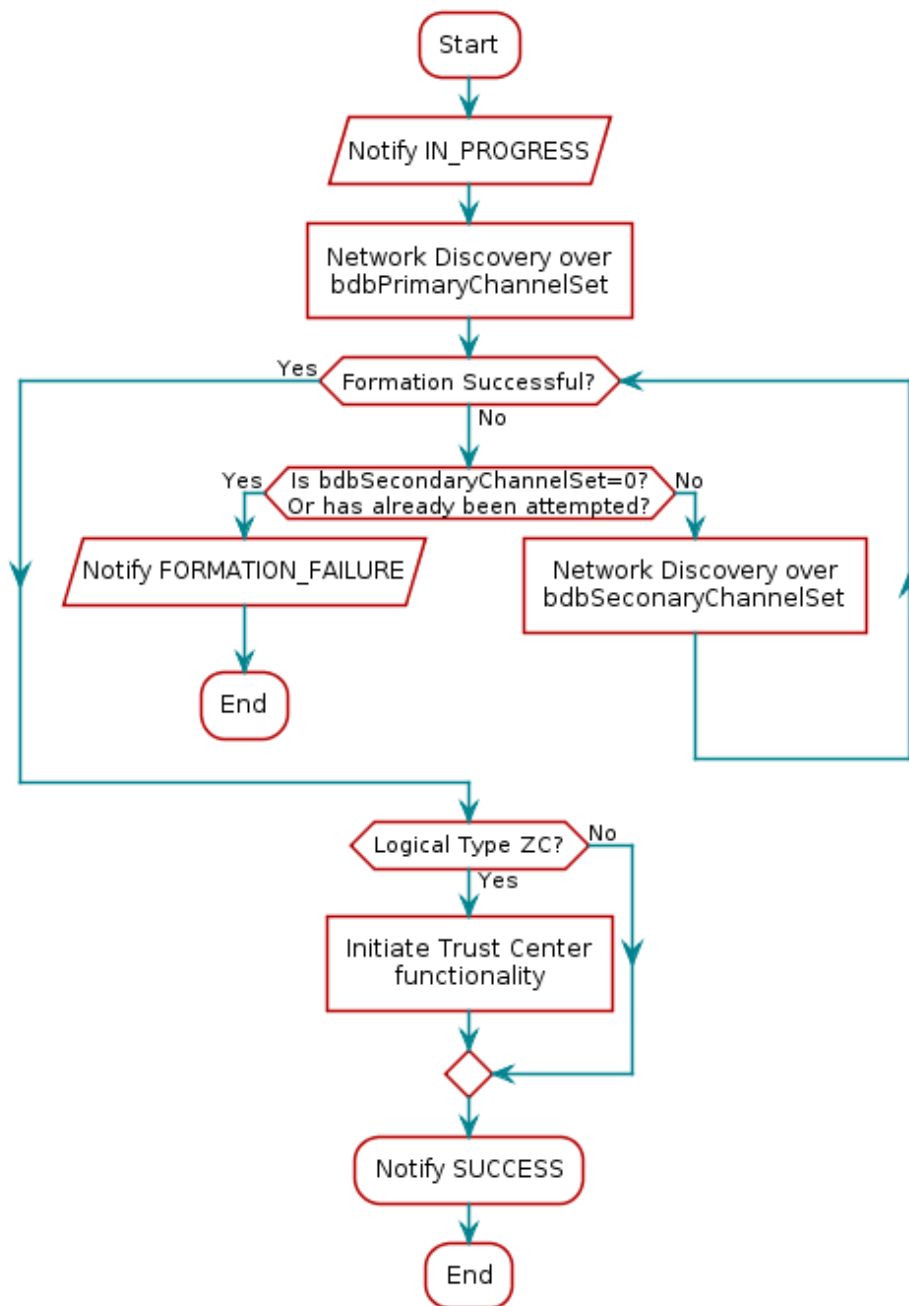 Start
Notify IN_PROGRESS
Network Discovery over
bdbPrimaryChannelSet
Yes
Formation Successful?
No
Yes
Is bdbSecondaryChannelSet=0?
Or has already been attempted?
No
Notify FORMATION_FAILURE
Network Discovery over
bdbSeconaryChannelSet
End
Logical Type ZC?
No
Yes
Initiate Trust Center
functionality
Notify SUCCESS
End